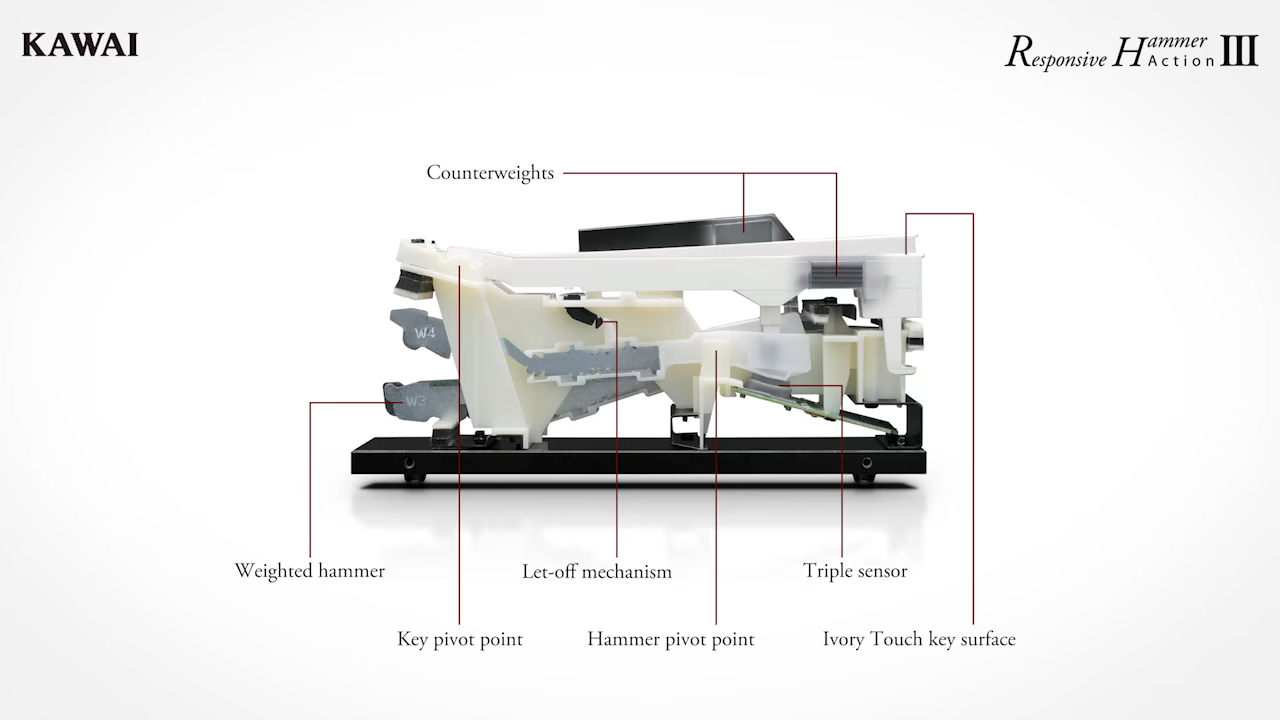 KAWAI
Responsive Hammer Action III
Counterweights
W4
W3
Weighted hammer
Let-off mechanism
Triple sensor
Key pivot point
Hammer pivot point
Ivory Touch key surface